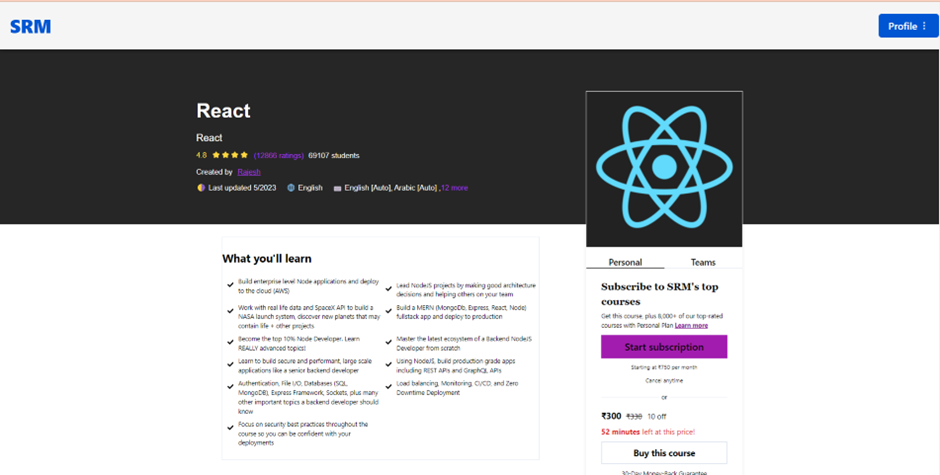 SRM
Profile
React
React
4.8 (12666 ratings) 69107 students
Created by Rajesh
Last updated 5/2023 English English [Auto], Arabic [Auto] ,12 more
What you'll learn
Build enterprise level Node applications and deploy
to the cloud (AWS)
Work with real life data and SpaceX API to build a
NASA launch system, discover new planets that may
contain life + other projects
Become the top 10% Node Developer. Learn
REALLY advanced topics!
Learn to build secure and performant, large scale
applications like a senior backend developer
Authentication, File I/O, Databases (SQL,
MongoDB), Express Framework, Sockets, plus many
other important topics a backend developer should
know
Focus on security best practices throughout the
course so you can be confident with your
deployments
Lead NodeJS projects by making good architecture
decisions and helping others on your team
Build a MERN (MongoDb, Express, React, Node)
fullstack app and deploy to production
Master the latest ecosystem of a Backend NodeJS
Developer from scratch
Using NodeJS, build production grade apps
including REST APIs and GraphQL APIs
Load balancing, Monitoring, CI/CD, and Zero
Downtime Deployment
Personal Teams
Subscribe to SRM's top
courses
Get this course, plus 8,000+ of our top-rated
courses with Personal Plan Learn more
Start subscription
Starting at ₹750 per month
Cancel anytime
or
₹300 ₹330 10 off
52 minutes left at this price!
Buy this course
30-Day Money-Back Guarantee